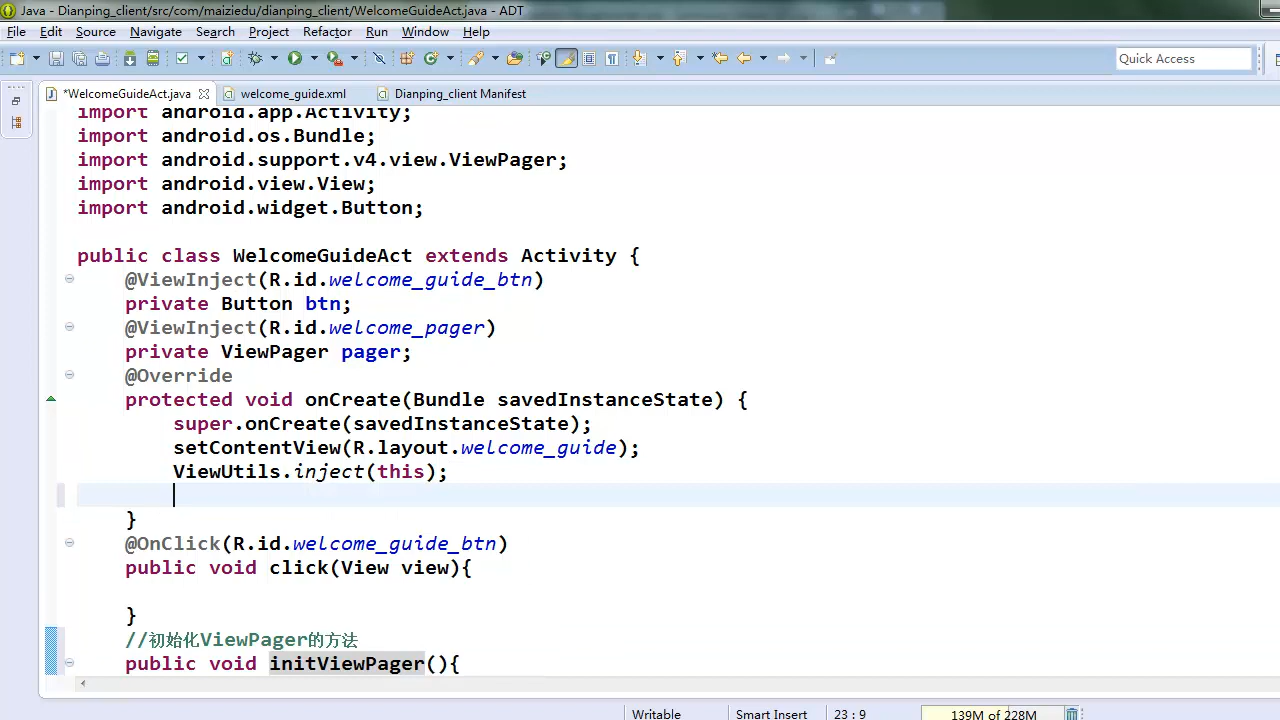 Java - Dianping_client/src/com/maiziedu/dianping_client/WelcomeGuideAct.java - ADT
File Edit Source Navigate Search Project Refactor Run Window Help
Quick Access
*WelcomeGuideAct.java welcome_guide.xml Dianping_client Manifest
import android.app.Activity;
import android.os.Bundle;
import android.support.v4.view.ViewPager;
import android.view.View;
import android.widget.Button;
public class WelcomeGuideAct extends Activity {
@ViewInject(R.id.welcome_guide_btn)
private Button btn;
@ViewInject(R.id.welcome_pager)
private ViewPager pager;
@Override
protected void onCreate(Bundle savedInstanceState) {
super.onCreate(savedInstanceState);
setContentView(R.layout.welcome_guide);
ViewUtils.inject(this);
}
@OnClick(R.id.welcome_guide_btn)
public void click(View view){
}
//初始化ViewPager的方法
public void initViewPager(){
Writable Smart Insert 23 : 9 139M of 228M